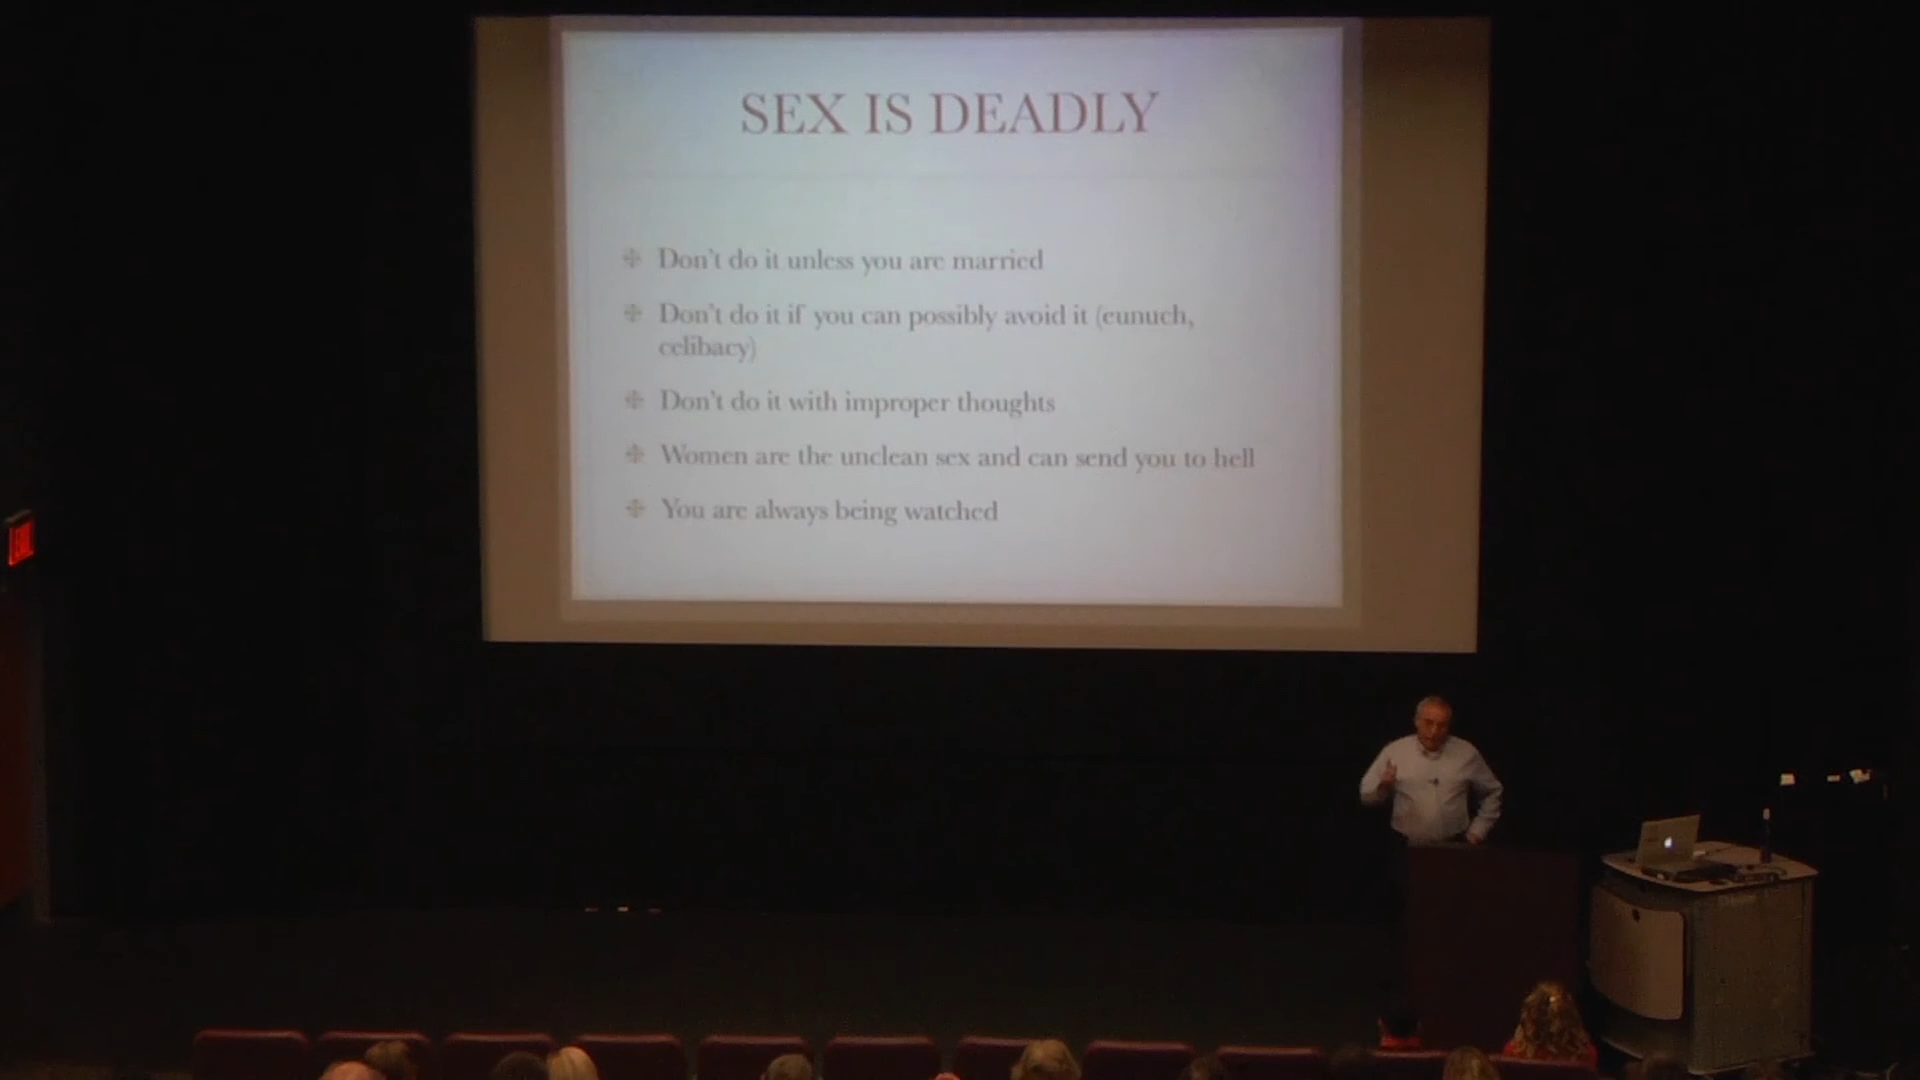 SEX IS DEADLY
Don't do it unless you are married
Don't do it if you can possibly avoid it (eunuch,
celibacy)
Don't do it with improper thoughts
Women are the unclean sex and can send you to hell
You are always being watched
EXIT